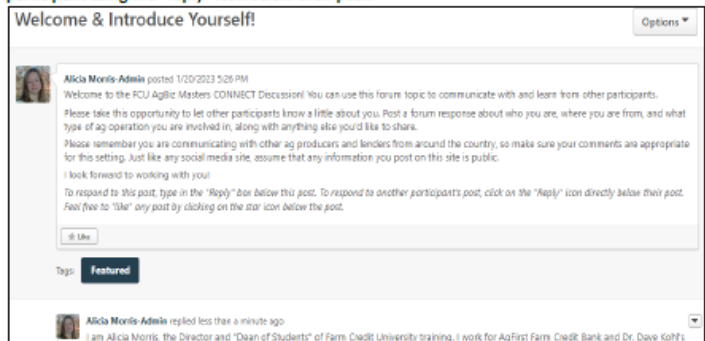 Welcome & Introduce Yourself!
Options
Alicia Morris-Admin posted 1/20/2023 5:26 PM
Welcome to the FCU AgBiz Masters CONNECT Discussion! You can use this forum topic to communicate with and learn from other participants.
Please take this opportunity to let other participants know a little about you. Post a forum response about who you are, where you are from, and what
type of ag operation you are involved in, along with anything else you'd like to share.
Please remember you are communicating with other ag producers and lenders from around the country, so make sure your comments are appropriate
for this setting. Just like any social media site, assume that any information you post on this site is public.
I look forward to working with you!
To respond to this post, type in the "Reply" box below this post. To respond to another participant's post, click on the "Reply" icon directly below their post.
Feel free to "like" any post by clicking on the star icon below the post.
Like
Tags: Featured
Alicia Morris-Admin replied less than a minute ago
I am Alicia Morris, the Director and "Dean of Students" of Farm Credit University training. I work for AgFirst Farm Credit Bank and Dr. Dave Kohl's